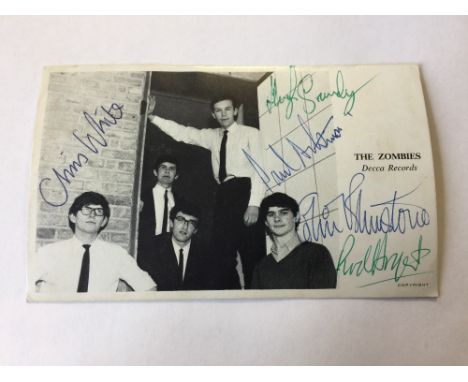 Chris White
Hugh Grundy
Paul Atkinson
THE ZOMBIES
Decca Records
Colin Blunstone
Rod Argent
COPYRIGHT